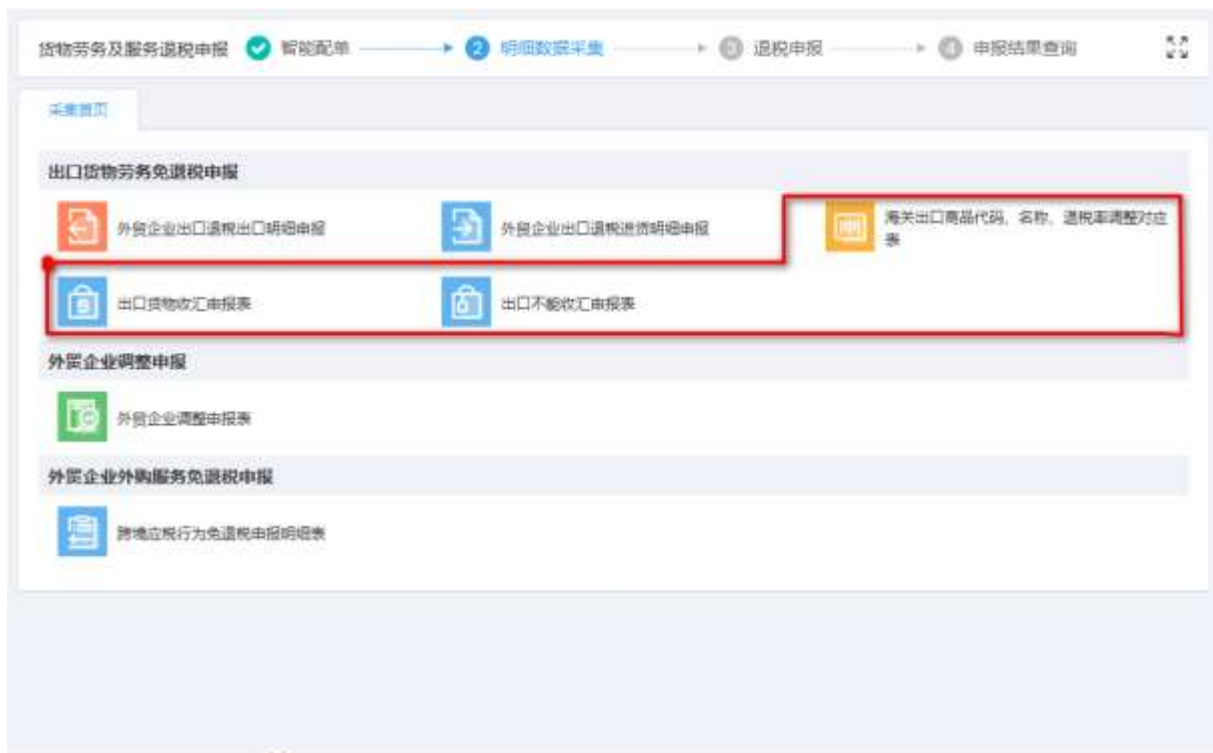 货物劳务及服务退税申报 智能配单 2 明细数据采集 3 退税申报 4 申报结果查询
采集首页
出口货物劳务免退税申报
外贸企业出口退税出口明细申报 外贸企业出口退税进货明细申报 海关出口商品代码、名称、退税率调整对应
表
出口货物收汇申报表 出口不能收汇申报表
外贸企业调整申报
外贸企业调整申报表
外贸企业外购服务免退税申报
跨境应税行为免退税申报明细表